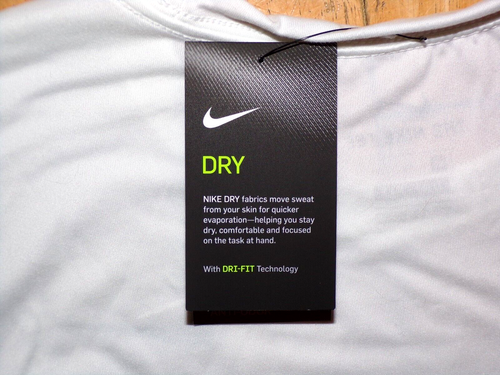 DRY
NIKE DRY fabrics move sweat
from your skin for quicker
evaporation—helping you stay
dry, comfortable and focused
on the task at hand.
With DRI-FIT Technology